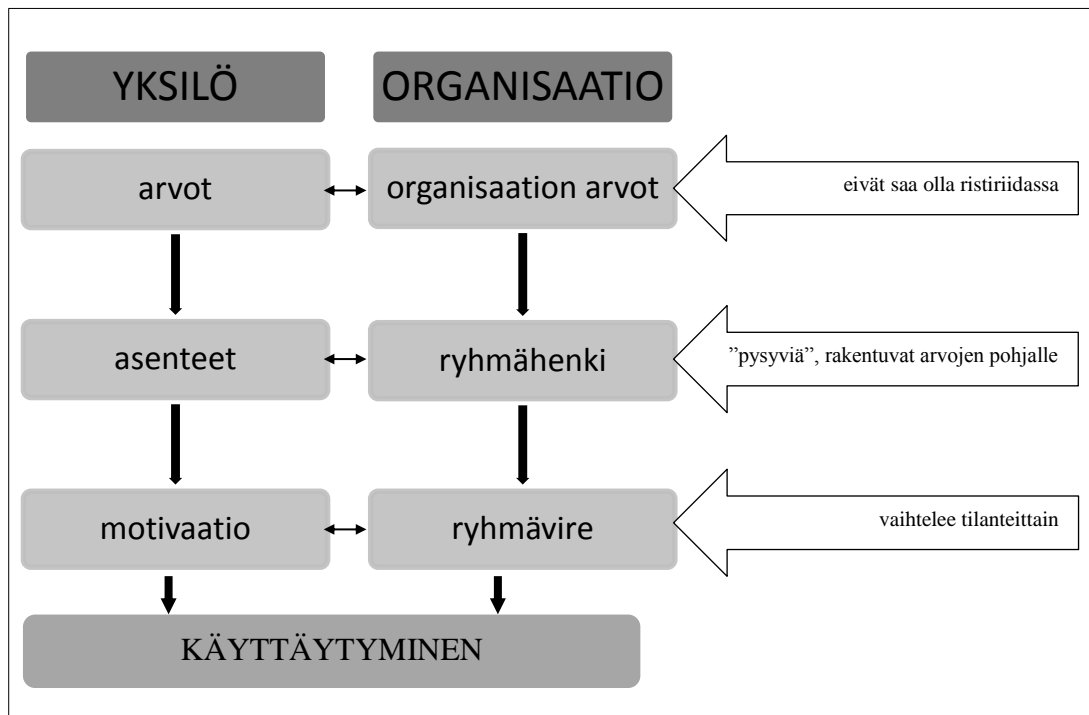 YKSILÖ
ORGANISAATIO
arvot
organisaation arvot
eivät saa olla ristiriidassa
asenteet
ryhmähenki
”pysyviä”, rakentuvat arvojen pohjalle
motivaatio
ryhmävire
vaihtelee tilanteittain
KÄYTTÄYTYMINEN